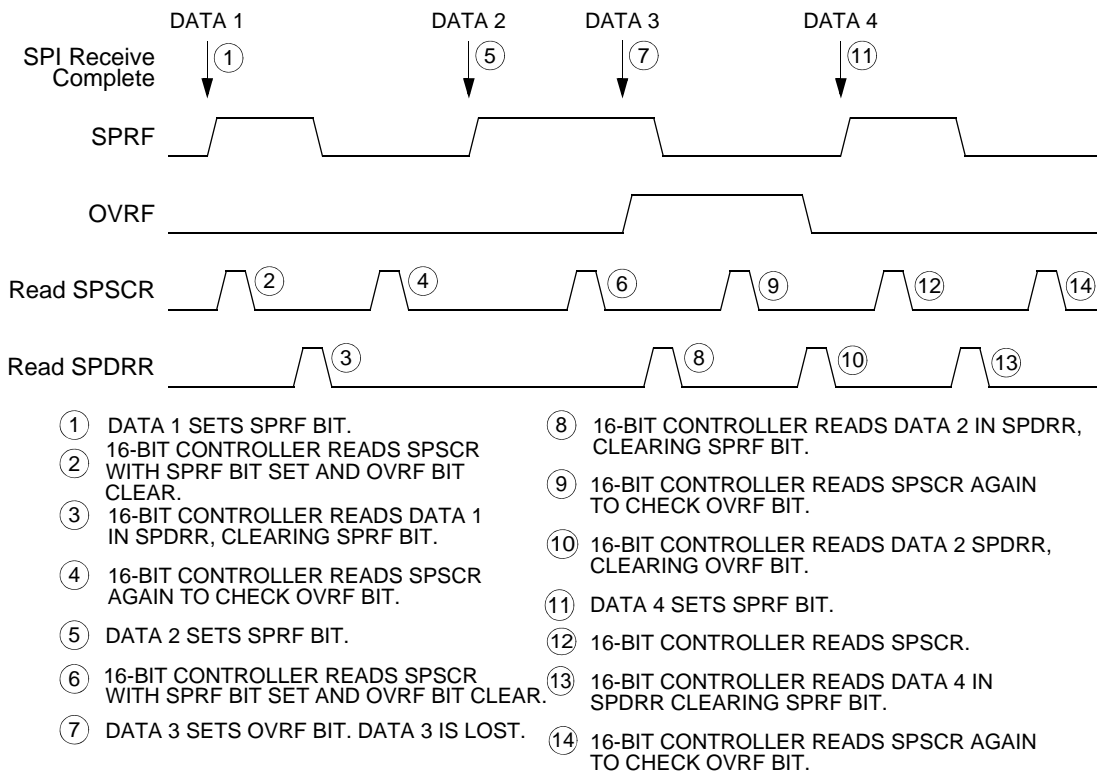 DATA 1 DATA 2 DATA 3 DATA 4
SPI Receive
Complete
1 5 7 11
SPRF
OVRF
Read SPSCR
2 4 6 9 12 14
Read SPDRR
3 8 10 13
1 DATA 1 SETS SPRF BIT.
2 16-BIT CONTROLLER READS SPSCR
WITH SPRF BIT SET AND OVRF BIT
CLEAR.
3 16-BIT CONTROLLER READS DATA 1
IN SPDRR, CLEARING SPRF BIT.
4 16-BIT CONTROLLER READS SPSCR
AGAIN TO CHECK OVRF BIT.
5 DATA 2 SETS SPRF BIT.
6 16-BIT CONTROLLER READS SPSCR
WITH SPRF BIT SET AND OVRF BIT CLEAR.
7 DATA 3 SETS OVRF BIT. DATA 3 IS LOST.
8 16-BIT CONTROLLER READS DATA 2 IN SPDRR,
CLEARING SPRF BIT.
9 16-BIT CONTROLLER READS SPSCR AGAIN
TO CHECK OVRF BIT.
10 16-BIT CONTROLLER READS DATA 2 SPDRR,
CLEARING OVRF BIT.
11 DATA 4 SETS SPRF BIT.
12 16-BIT CONTROLLER READS SPSCR.
13 16-BIT CONTROLLER READS DATA 4 IN
SPDRR CLEARING SPRF BIT.
14 16-BIT CONTROLLER READS SPSCR AGAIN
TO CHECK OVRF BIT.